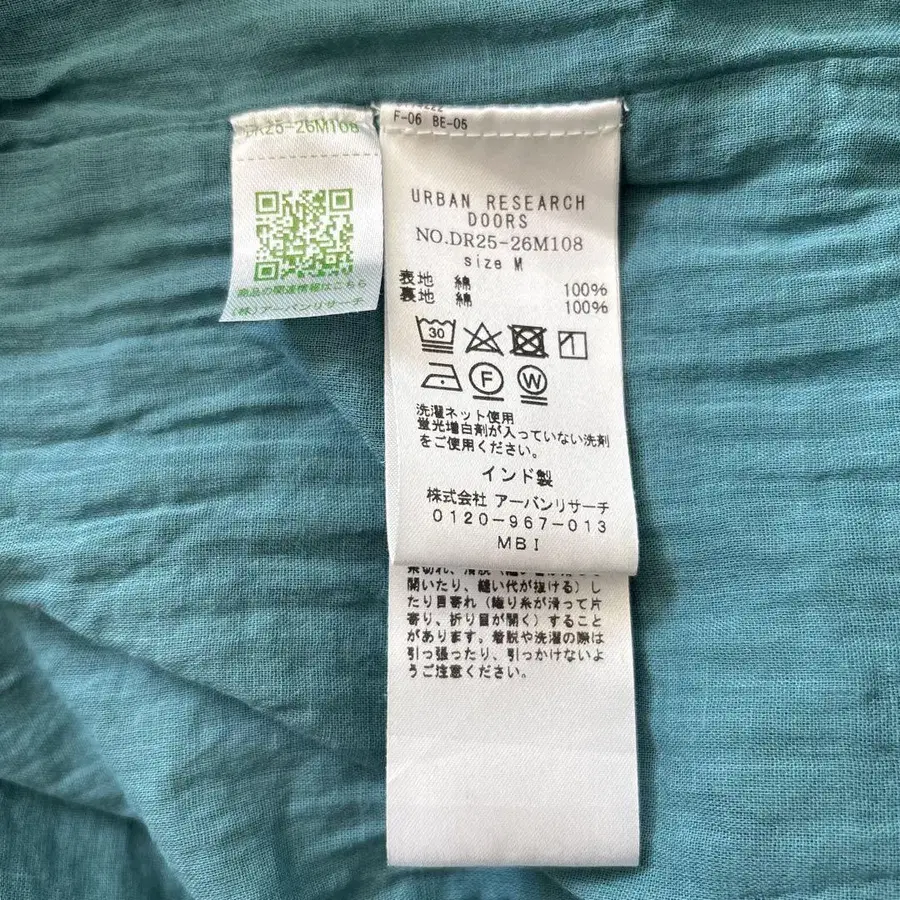 DR25-26M108
商品の関連情報はこちら
(株)アーバンリサーチ
F-06 BE-05
URBAN RESEARCH
DOORS
NO.DR25-26M108
size M
表地 綿 100%
裏地 綿 100%
30
1
F W
洗濯ネット使用
蛍光増白剤が入っていない洗剤
をご使用ください。
インド製
株式会社 アーバンリサーチ
0120-967-013
MBI
開いたり、縫い代が抜ける)し
たり目寄れ(織り糸が滑って片
寄り、折り目が開く)すること
があります。着脱や洗濯の際は
引っ張ったり、引っかけないよ
うご注意ください。